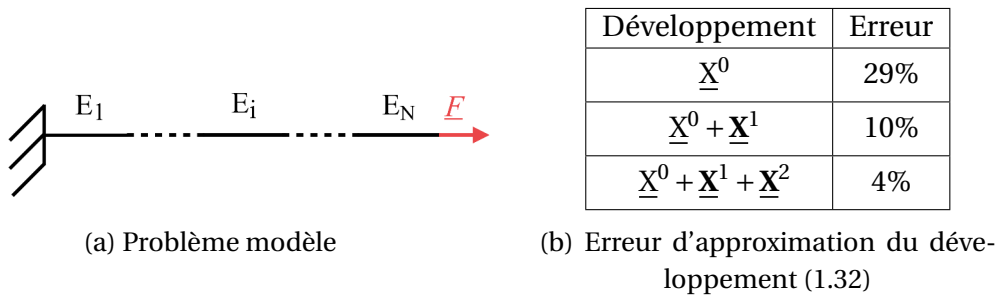 E₁ Eᵢ E_N F
(a) Problème modèle
Développement Erreur
X⁰ 29%
X⁰ + X¹ 10%
X⁰ + X¹ + X² 4%
(b) Erreur d'approximation du déve-
loppement (1.32)